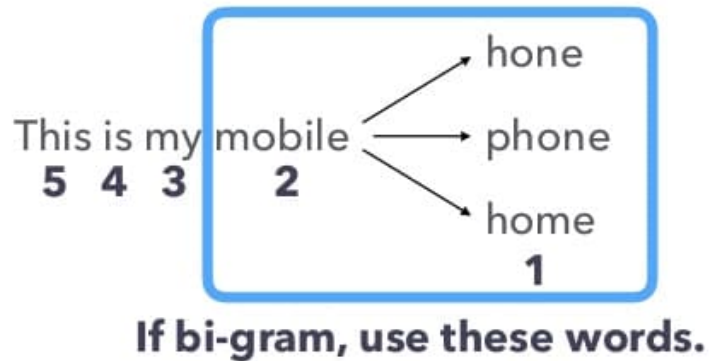 hone
This is my mobile phone
5 4 3 2
home
1
If bi-gram, use these words.